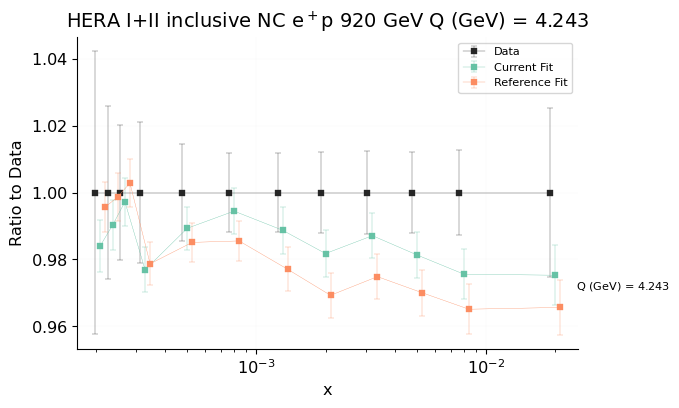 HERA I+II inclusive NC e⁺p 920 GeV Q (GeV) = 4.243
Data
Current Fit
Reference Fit
Ratio to Data
1.04
1.02
1.00
0.98
0.96
Q (GeV) = 4.243
10⁻³
10⁻²
x